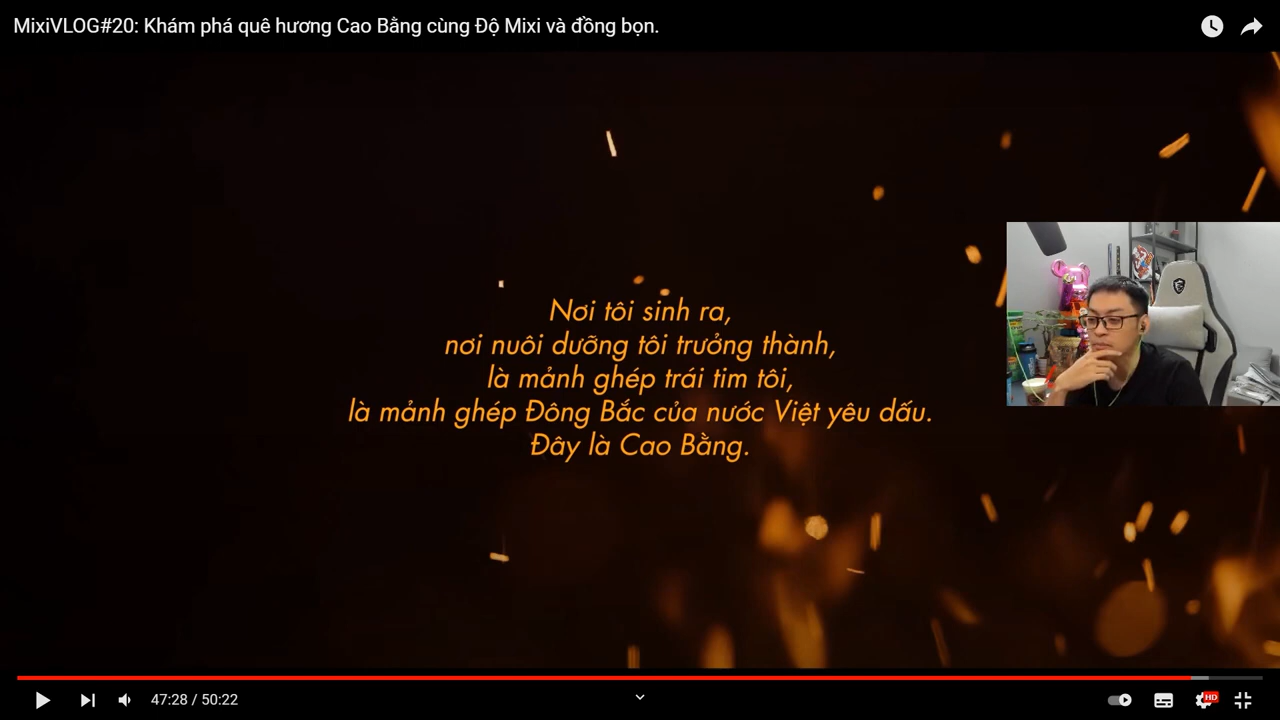 MixiVLOG#20: Khám phá quê hương Cao Bằng cùng Độ Mixi và đồng bọn.
Nơi tôi sinh ra,
nơi nuôi dưỡng tôi trưởng thành,
là mảnh ghép trái tim tôi,
là mảnh ghép Đông Bắc của nước Việt yêu dấu.
Đây là Cao Bằng.
47:28 / 50:22
HD